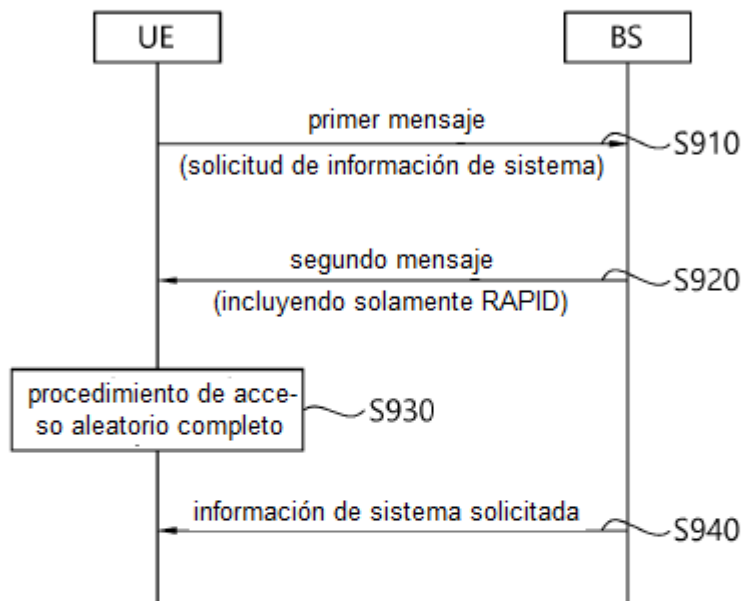 UE
BS
primer mensaje
(solicitud de información de sistema)
S910
segundo mensaje
(incluyendo solamente RAPID)
S920
procedimiento de acce-
so aleatorio completo
S930
información de sistema solicitada
S940